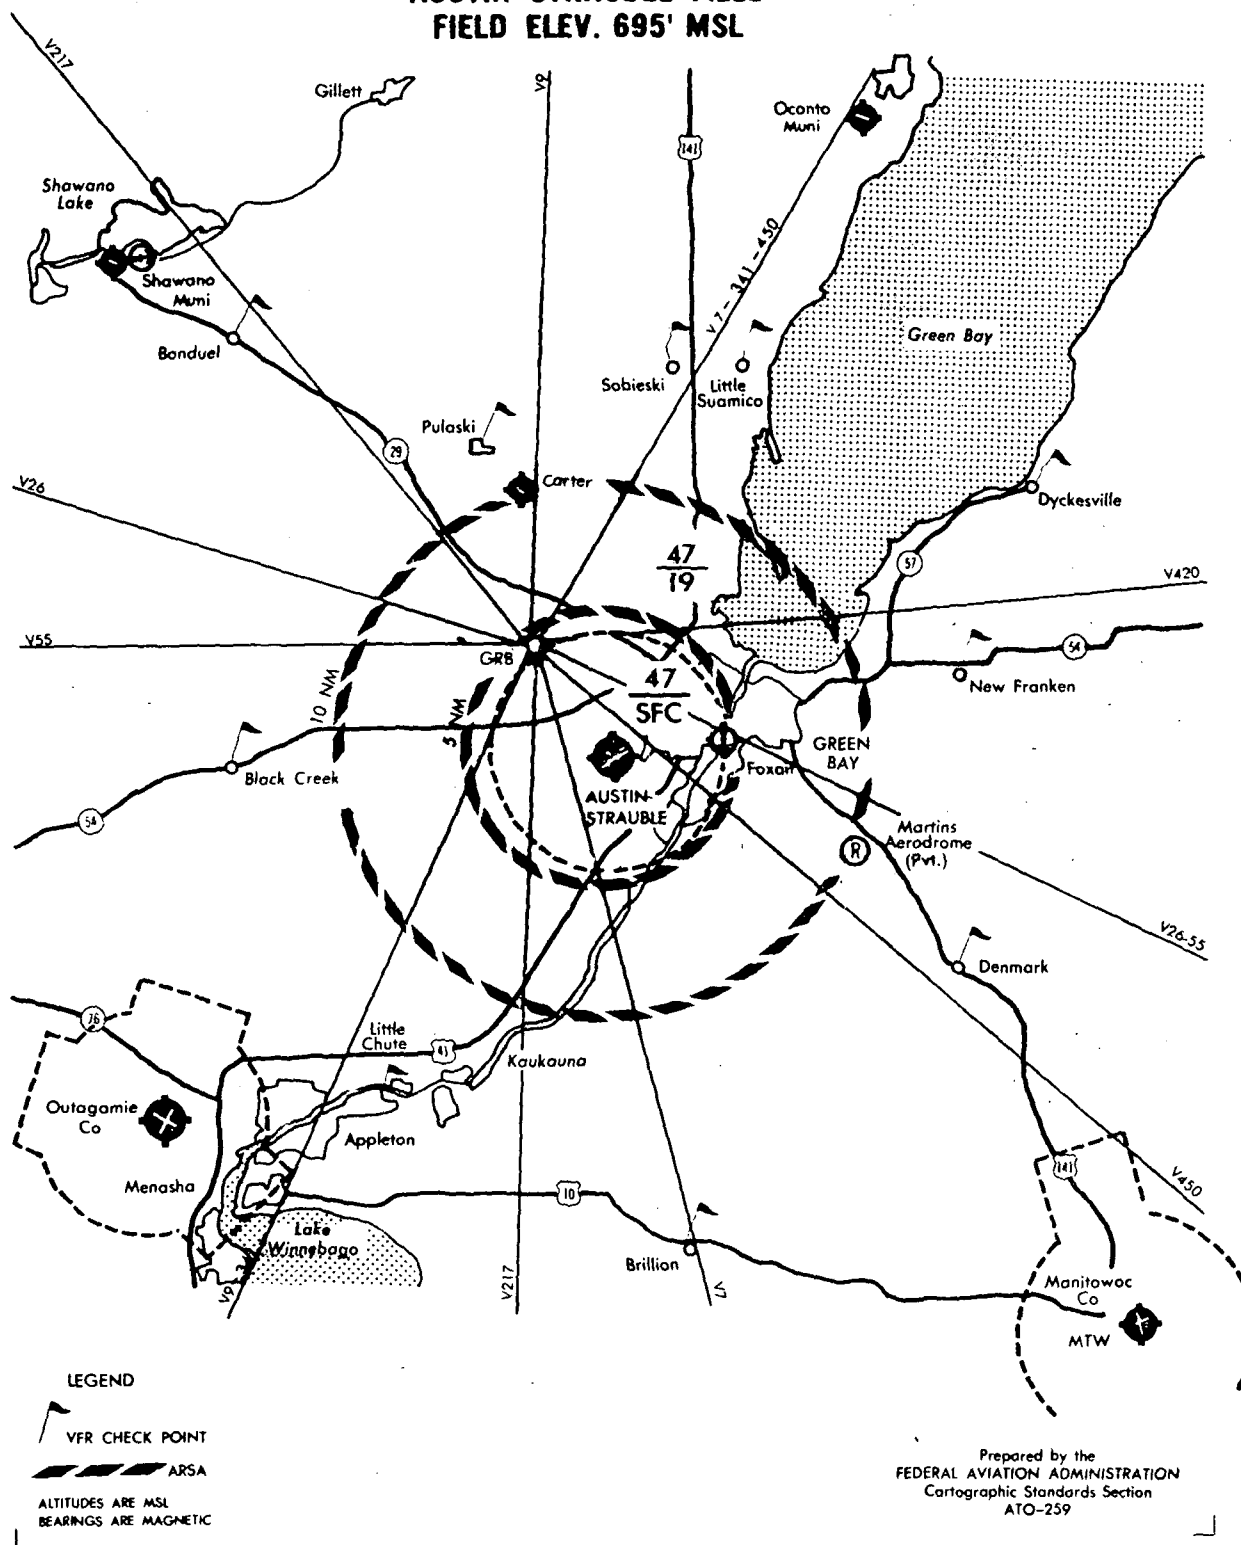 FIELD ELEV. 695' MSL
V217
Gillett
V9
141
Oconto
Muni
Shawano
Lake
Shawano
Muni
Bonduel
V7-341-450
Green Bay
Sobieski
Little
Suamico
Pulaski
29
V26
Carter
Dyckesville
47
19
57
V420
V55
GRB
54
10 NM
5 NM
47
SFC
New Franken
GREEN
BAY
Foxair
Black Creek
AUSTIN-
STRAUBLE
54
Martins
Aerodrome
(Pvt.)
R
V26-55
Denmark
76
Little
Chute
41
Kaukauna
Outagamie
Co
Appleton
Menasha
10
141
V450
Lake
Winnebago
Brillion
V9
V217
V7
Manitowoc
Co
MTW
LEGEND
VFR CHECK POINT
ARSA
ALTITUDES ARE MSL
BEARINGS ARE MAGNETIC
Prepared by the
FEDERAL AVIATION ADMINISTRATION
Cartographic Standards Section
ATO-259